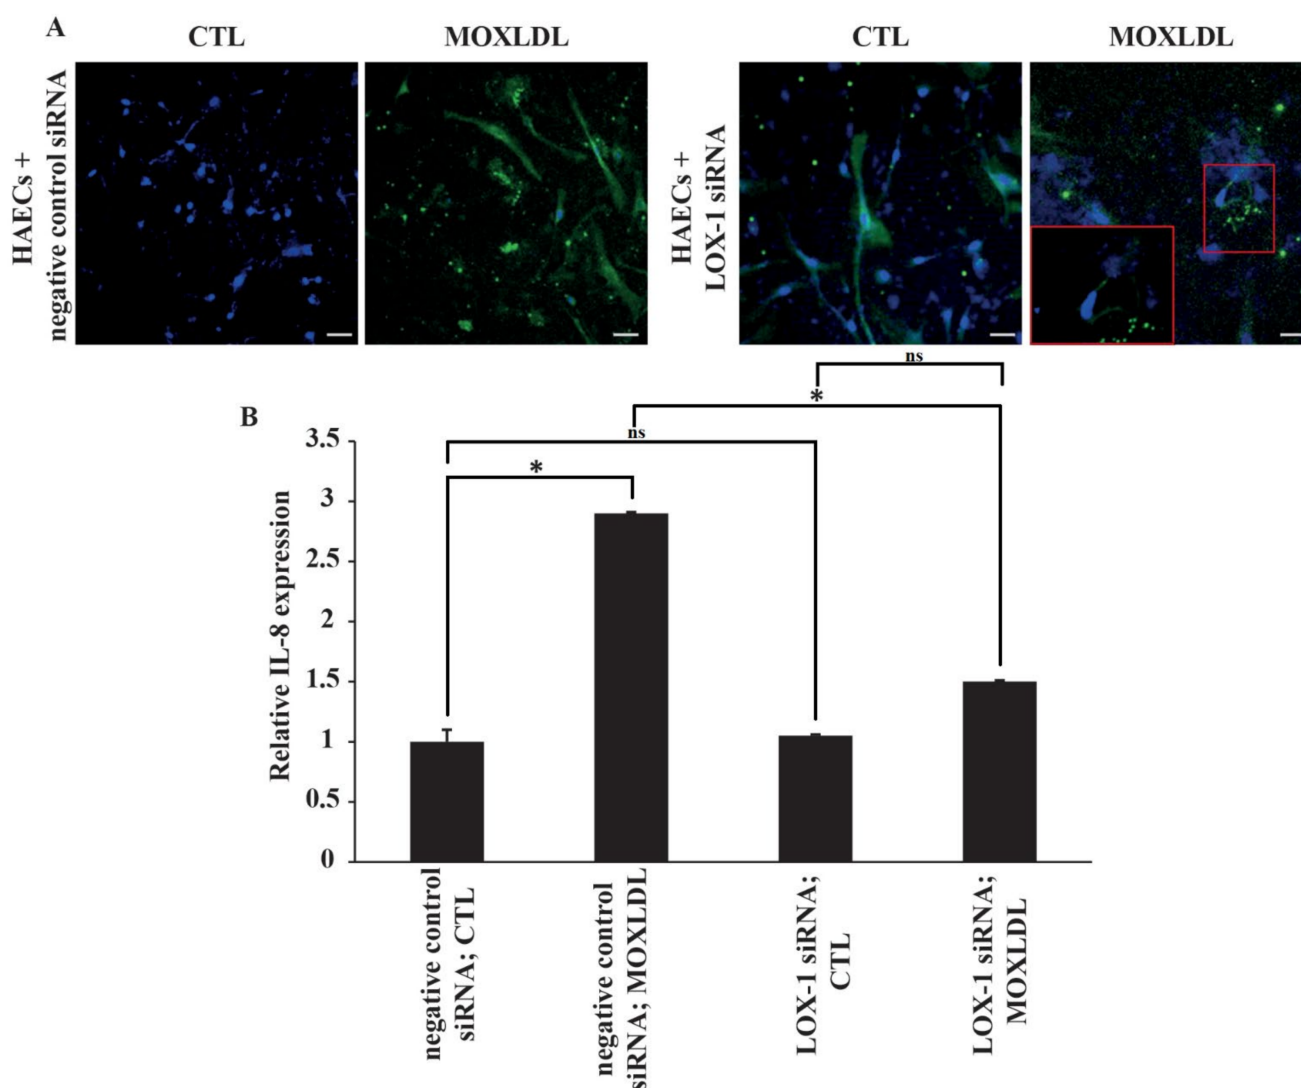 A
CTL
MOXLDL
CTL
MOXLDL
HAECs +
negative control siRNA
HAECs +
LOX-1 siRNA
B
ns
*
ns
*
Relative IL-8 expression
3.5
3
2.5
2
1.5
1
0.5
0
negative control
siRNA; CTL
negative control
siRNA; MOXLDL
LOX-1 siRNA;
CTL
LOX-1 siRNA;
MOXLDL